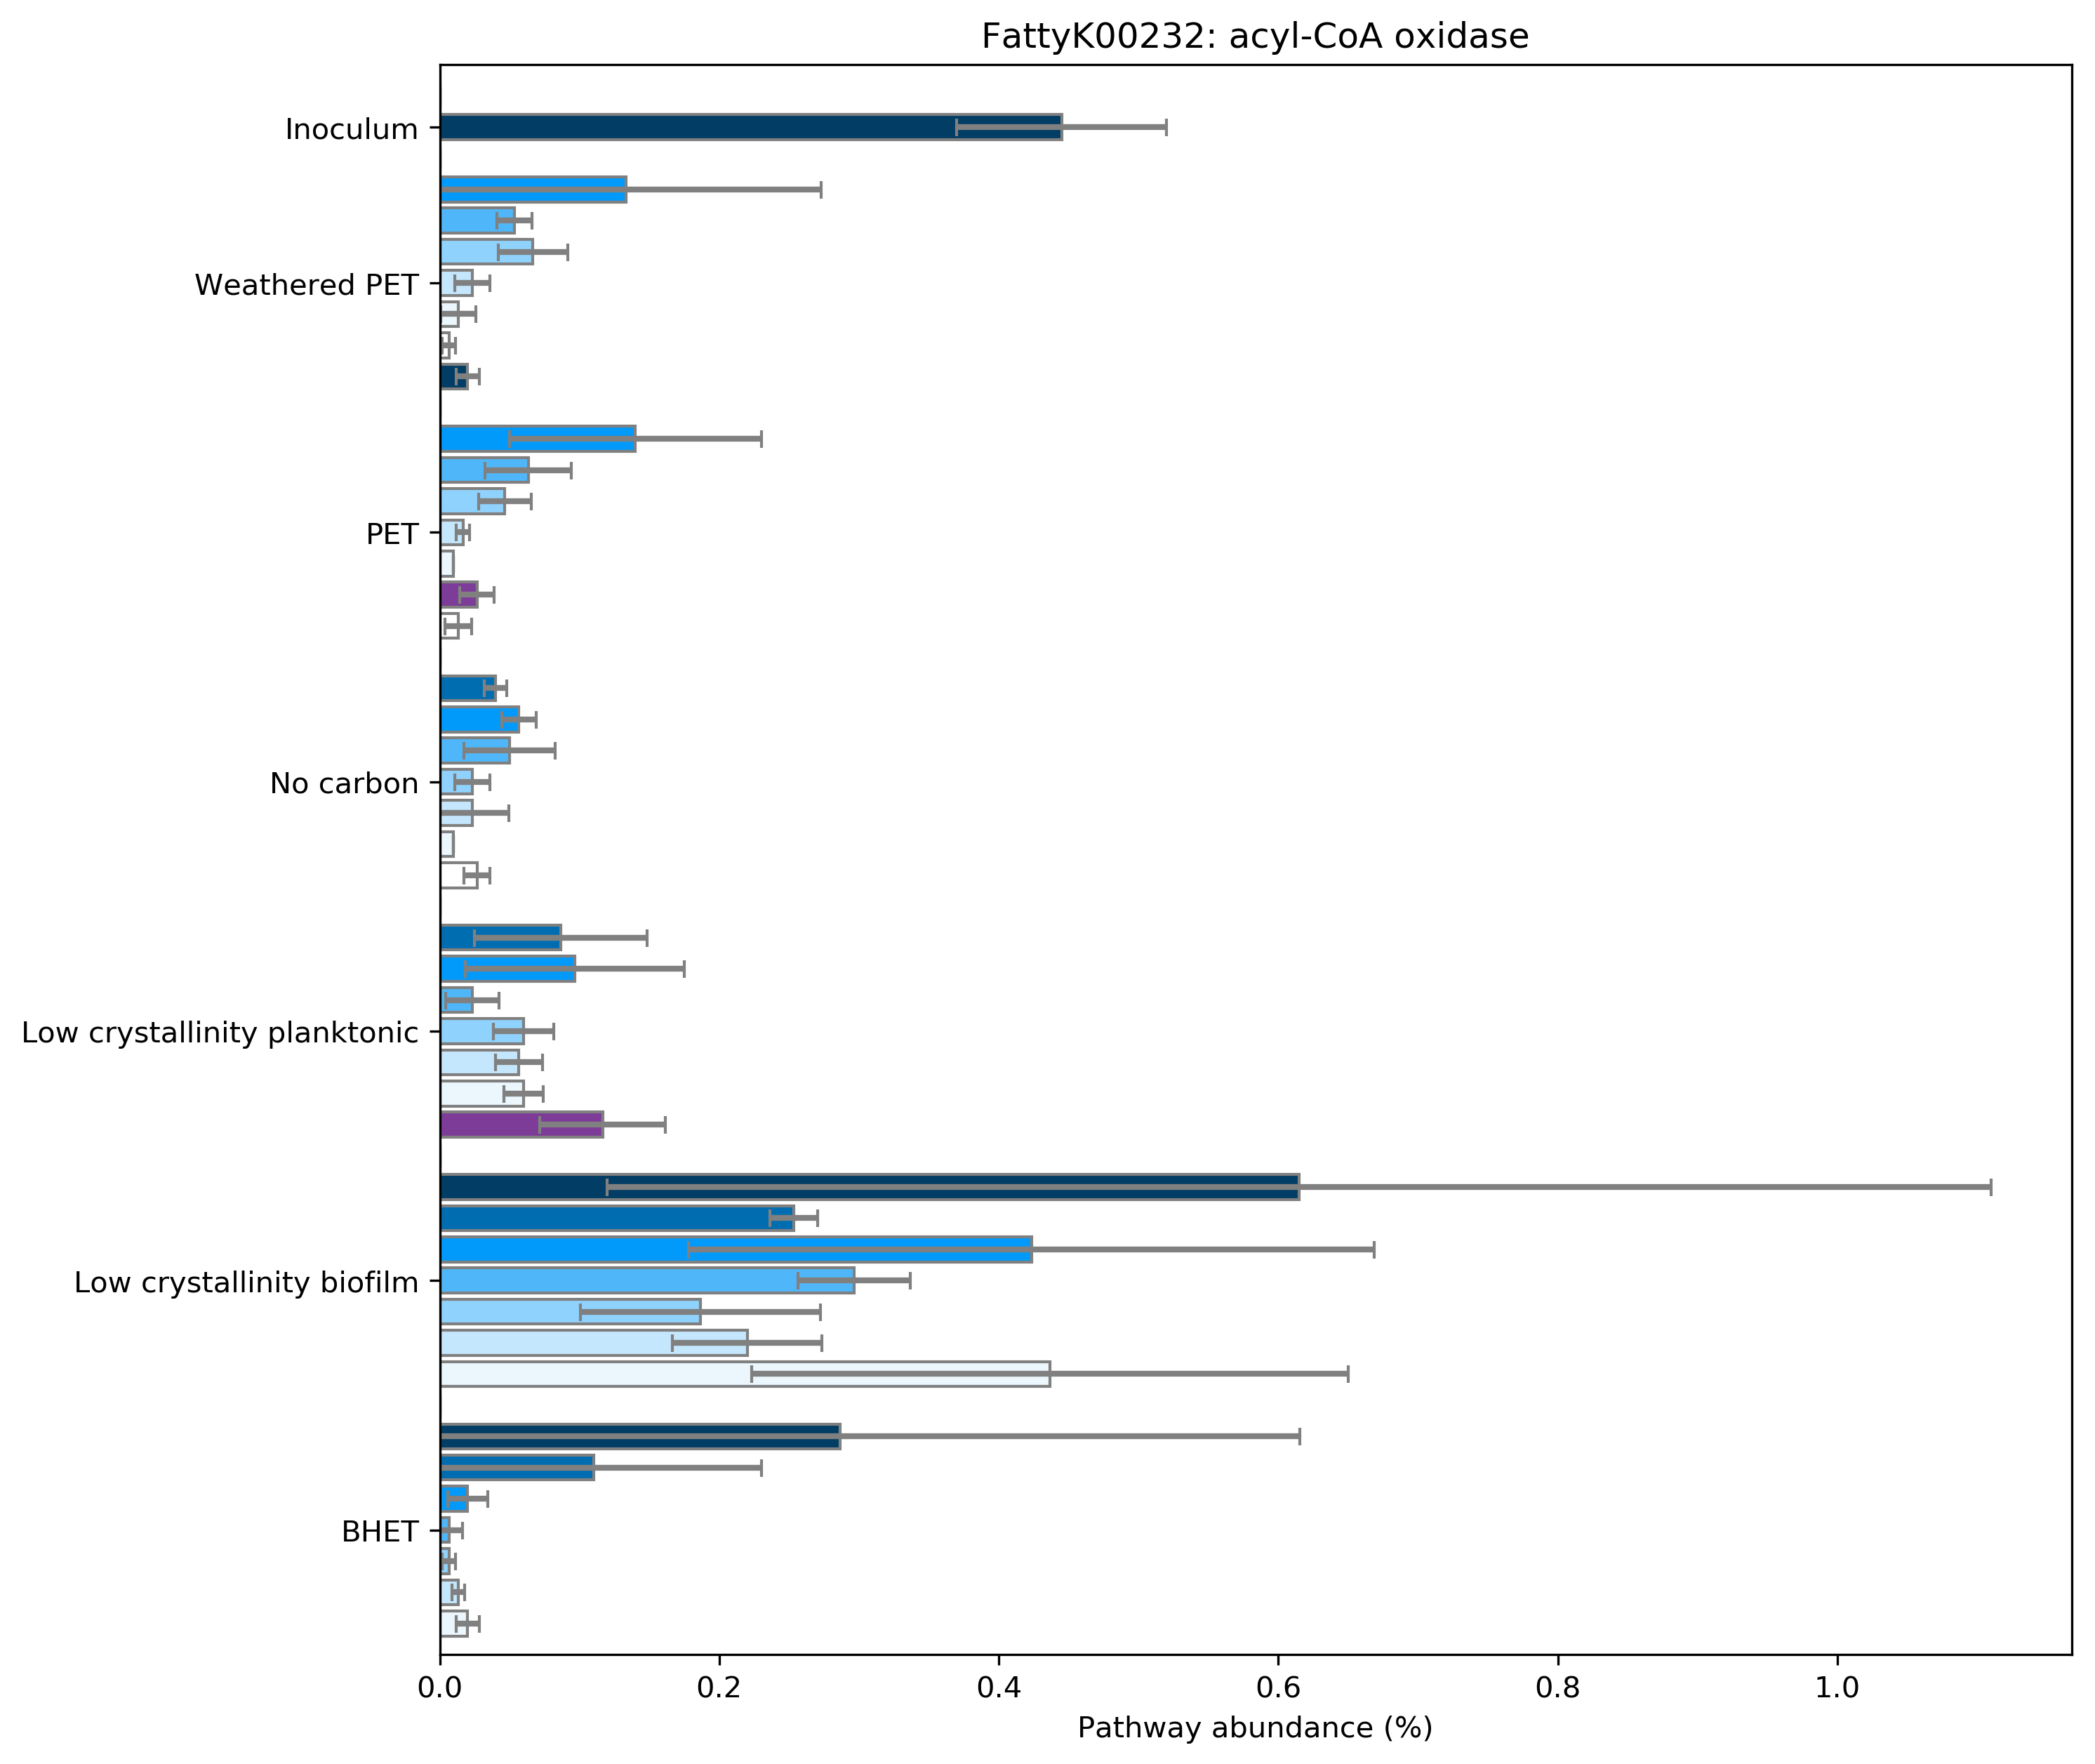 FattyK00232: acyl-CoA oxidase
Inoculum
Weathered PET
PET
No carbon
Low crystallinity planktonic
Low crystallinity biofilm
BHET
0.0 0.2 0.4 0.6 0.8 1.0
Pathway abundance (%)